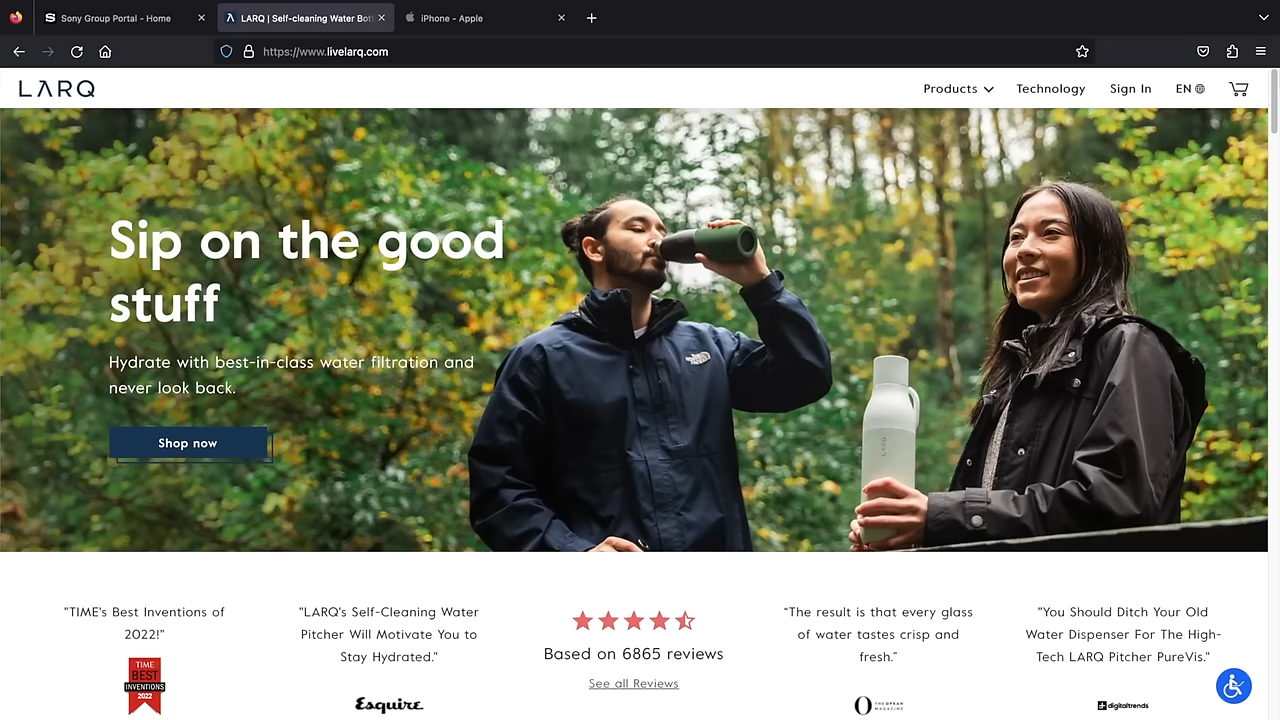 Sony Group Portal - Home
LARQ | Self-cleaning Water Bot
iPhone - Apple
https://www.livelarq.com
LARQ
Products
Technology
Sign In
EN
Sip on the good
stuff
Hydrate with best-in-class water filtration and
never look back.
Shop now
LARQ
"TIME's Best Inventions of
2022!"
TIME
BEST
INVENTIONS
2022
"LARQ's Self-Cleaning Water
Pitcher Will Motivate You to
Stay Hydrated."
Esquire
Based on 6865 reviews
See all Reviews
"The result is that every glass
of water tastes crisp and
fresh."
O THE OPRAH
MAGAZINE
"You Should Ditch Your Old
Water Dispenser For The High-
Tech LARQ Pitcher PureVis."
digitaltrends